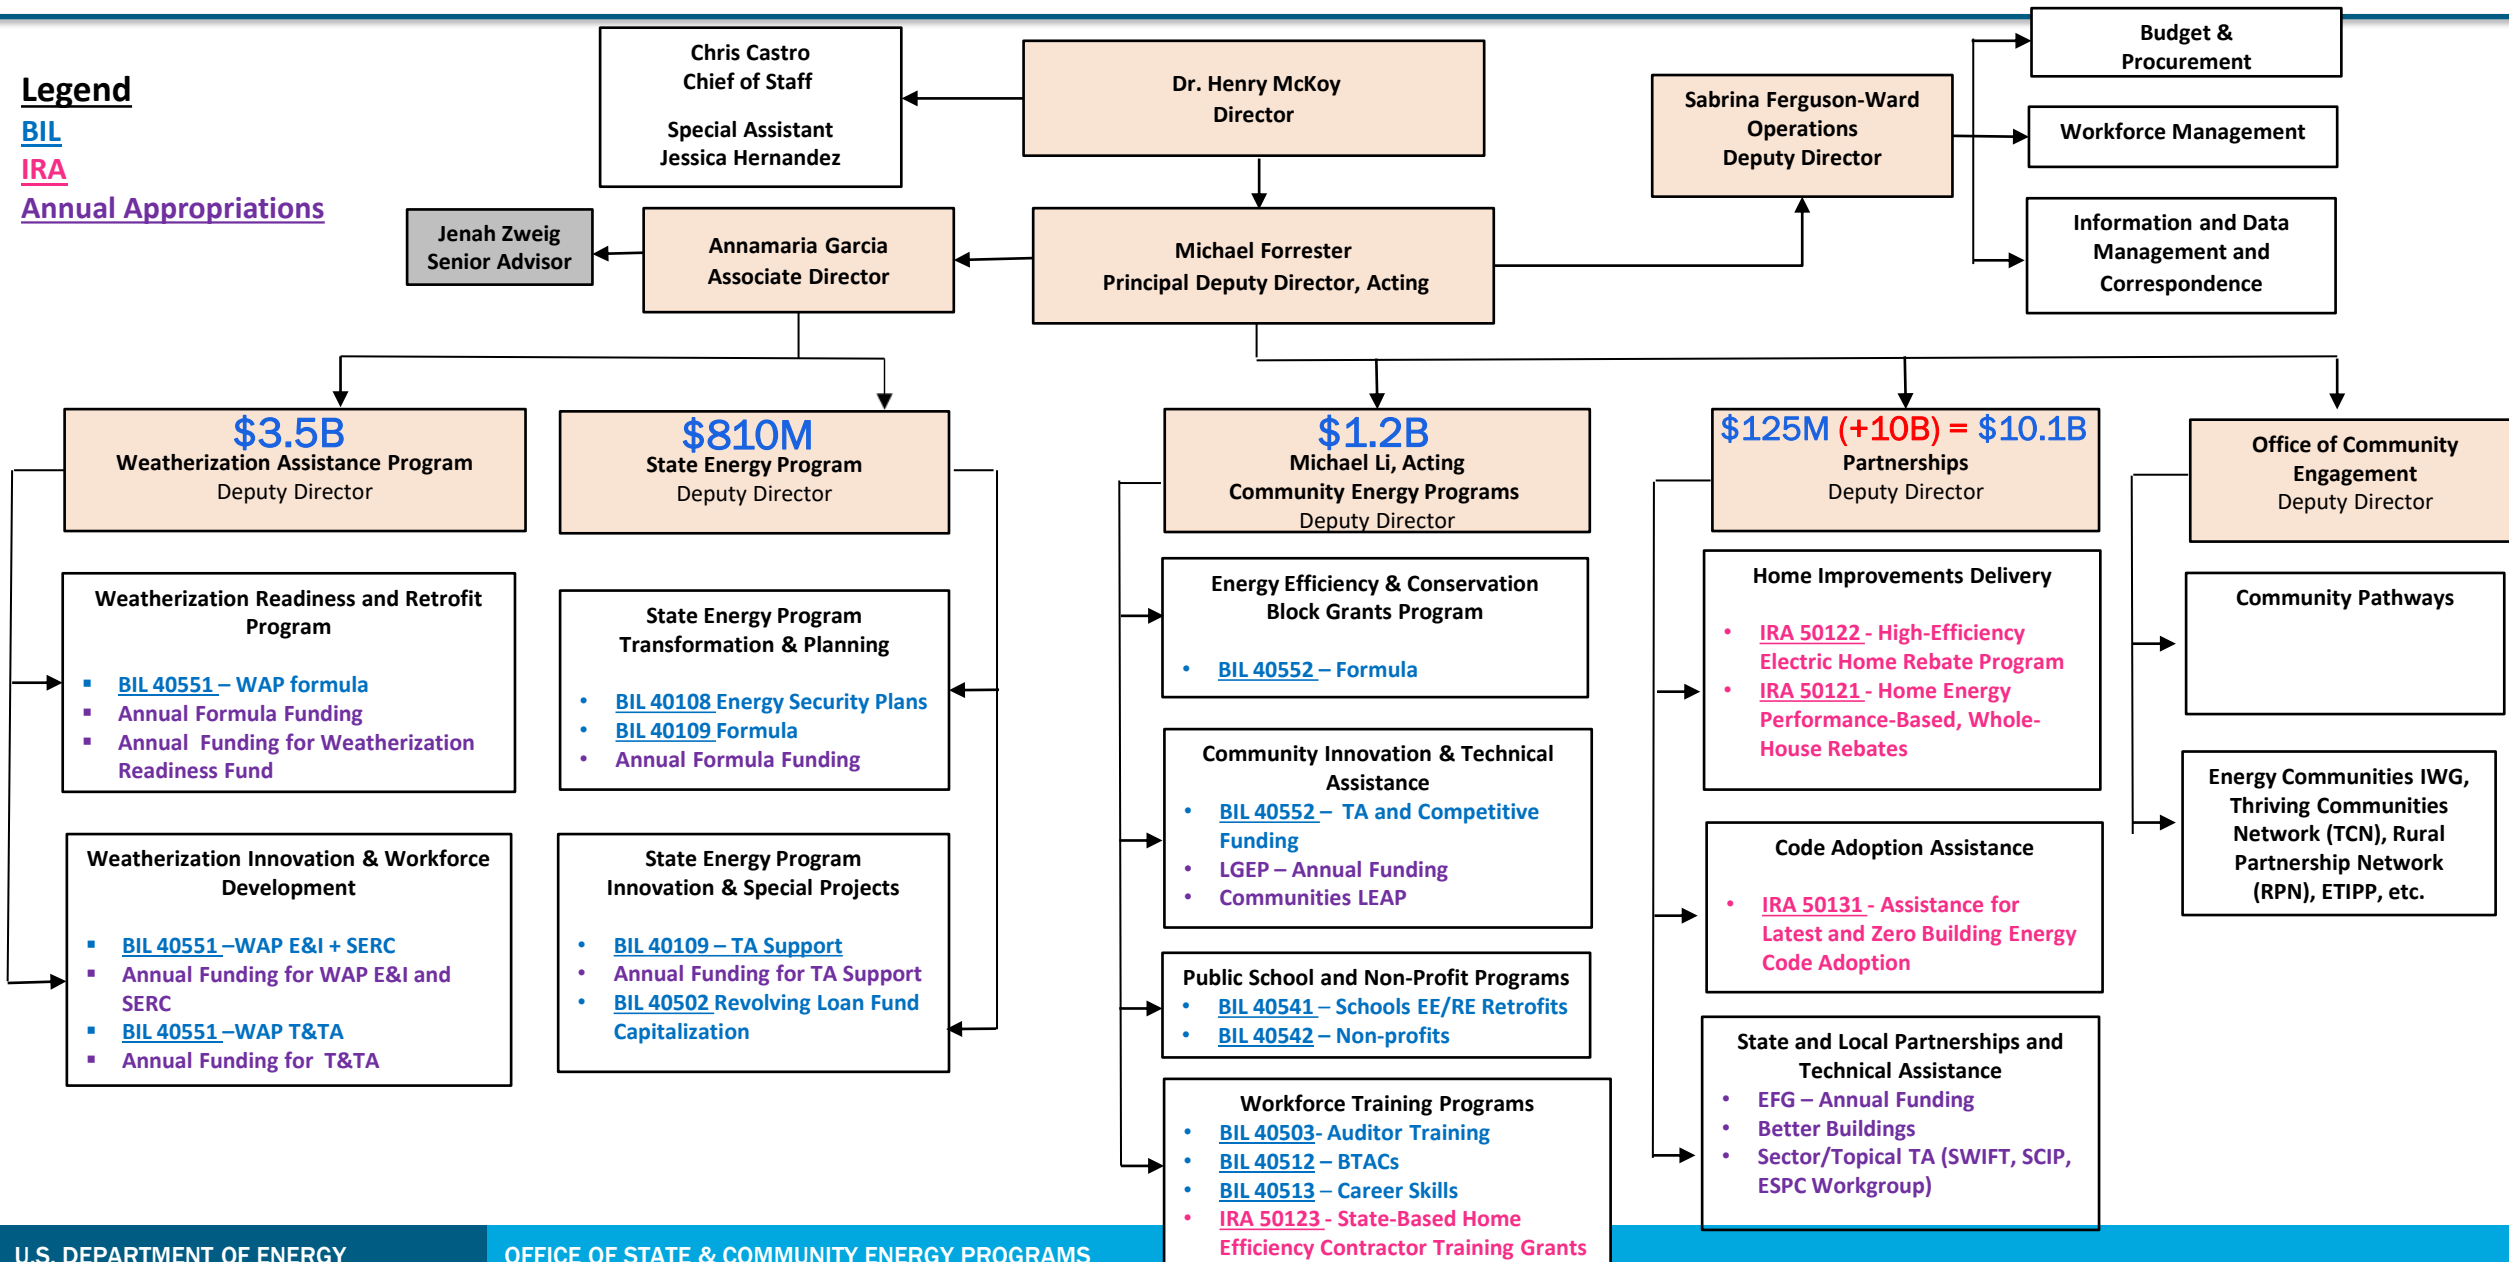 Legend
BIL
IRA
Annual Appropriations
Chris Castro
Chief of Staff
Special Assistant
Jessica Hernandez
Dr. Henry McKoy
Director
Sabrina Ferguson-Ward
Operations
Deputy Director
Budget &
Procurement
Workforce Management
Information and Data
Management and
Correspondence
Jenah Zweig
Senior Advisor
Annamaria Garcia
Associate Director
Michael Forrester
Principal Deputy Director, Acting
$3.5B
Weatherization Assistance Program
Deputy Director
Weatherization Readiness and Retrofit
Program
▪ BIL 40551 – WAP formula
▪ Annual Formula Funding
▪ Annual Funding for Weatherization
Readiness Fund
Weatherization Innovation & Workforce
Development
▪ BIL 40551 –WAP E&I + SERC
▪ Annual Funding for WAP E&I and
SERC
▪ BIL 40551 –WAP T&TA
▪ Annual Funding for T&TA
$810M
State Energy Program
Deputy Director
State Energy Program
Transformation & Planning
• BIL 40108 Energy Security Plans
• BIL 40109 Formula
• Annual Formula Funding
State Energy Program
Innovation & Special Projects
• BIL 40109 – TA Support
• Annual Funding for TA Support
• BIL 40502 Revolving Loan Fund
Capitalization
$1.2B
Michael Li, Acting
Community Energy Programs
Deputy Director
Energy Efficiency & Conservation
Block Grants Program
• BIL 40552 – Formula
Community Innovation & Technical
Assistance
• BIL 40552 – TA and Competitive
Funding
• LGEP – Annual Funding
• Communities LEAP
Public School and Non-Profit Programs
• BIL 40541 – Schools EE/RE Retrofits
• BIL 40542 – Non-profits
Workforce Training Programs
• BIL 40503- Auditor Training
• BIL 40512 – BTACs
• BIL 40513 – Career Skills
• IRA 50123 - State-Based Home
Efficiency Contractor Training Grants
$125M (+10B) = $10.1B
Partnerships
Deputy Director
Home Improvements Delivery
• IRA 50122 - High-Efficiency
Electric Home Rebate Program
• IRA 50121 - Home Energy
Performance-Based, Whole-
House Rebates
Code Adoption Assistance
• IRA 50131 - Assistance for
Latest and Zero Building Energy
Code Adoption
State and Local Partnerships and
Technical Assistance
• EFG – Annual Funding
• Better Buildings
• Sector/Topical TA (SWIFT, SCIP,
ESPC Workgroup)
Office of Community
Engagement
Deputy Director
Community Pathways
Energy Communities IWG,
Thriving Communities
Network (TCN), Rural
Partnership Network
(RPN), ETIPP, etc.
U.S. DEPARTMENT OF ENERGY
OFFICE OF STATE & COMMUNITY ENERGY PROGRAMS